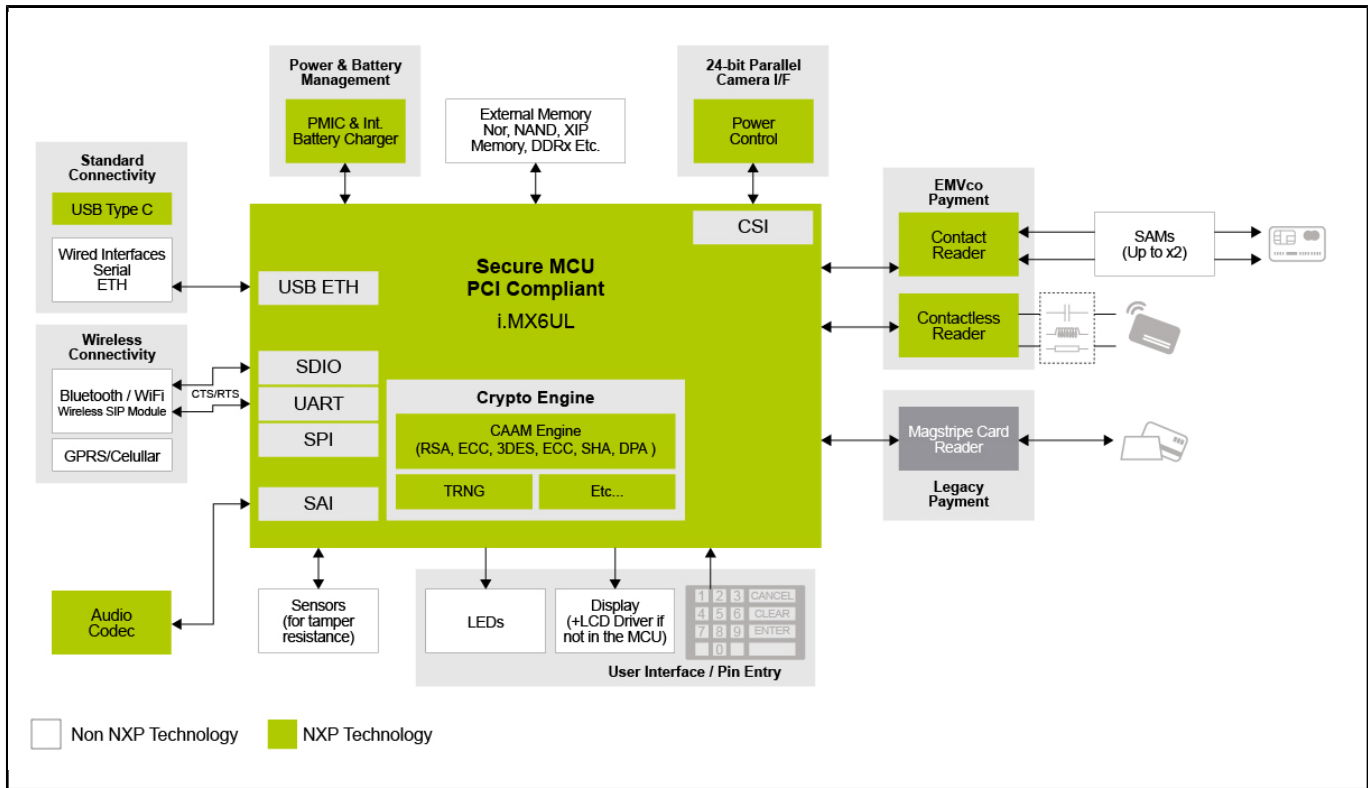 Power & Battery
Management
PMIC & Int.
Battery Charger
External Memory
Nor, NAND, XIP
Memory, DDRx Etc.
24-bit Parallel
Camera I/F
Power
Control
Standard
Connectivity
USB Type C
Wired Interfaces
Serial
ETH
Wireless
Connectivity
Bluetooth / WiFi
Wireless SIP Module
GPRS/Celullar
CTS/RTS
Audio
Codec
USB ETH
SDIO
UART
SPI
SAI
CSI
Secure MCU
PCI Compliant
i.MX6UL
Crypto Engine
CAAM Engine
(RSA, ECC, 3DES, ECC, SHA, DPA )
TRNG
Etc...
EMVco
Payment
Contact
Reader
SAMs
(Up to x2)
Contactless
Reader
Magstripe Card
Reader
Legacy
Payment
Sensors
(for tamper
resistance)
LEDs
Display
(+LCD Driver if
not in the MCU)
1 2 3 CANCEL
4 5 6 CLEAR
7 8 9 ENTER
0
User Interface / Pin Entry
Non NXP Technology
NXP Technology